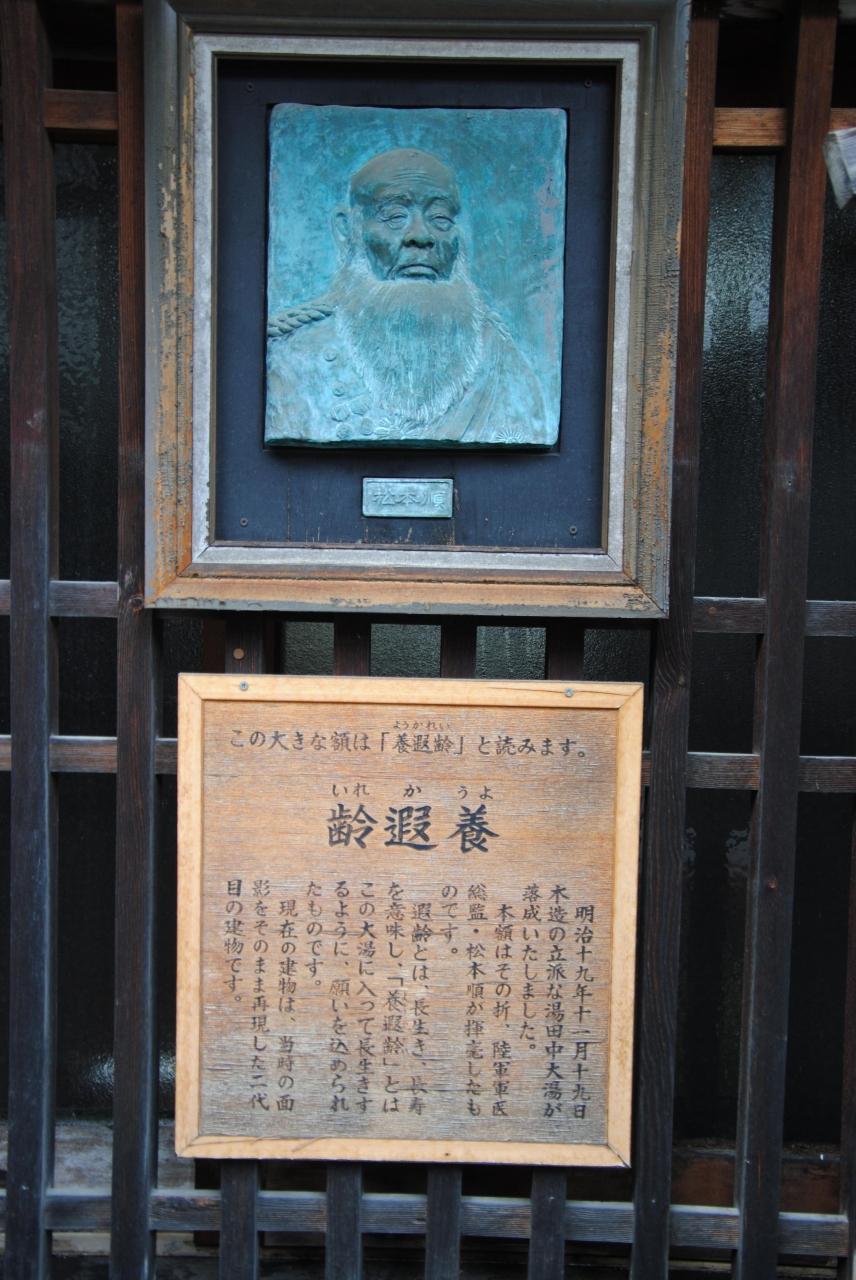 松本順
ようかれい
この大きな額は「養遐齢」と読みます。
いれ か うよ
齢遐養
明治十九年十一月十九日
木造の立派な湯田中大湯が
落成いたしました。
本額はその折、陸軍軍医
総監・松本順が揮毫したも
のです。
遐齢とは、長生き、長寿
を意味し、「養遐齢」とは
この大湯に入って長生きす
るように、願いを込められ
たものです。
現在の建物は、当時の面
影をそのまま再現した二代
目の建物です。